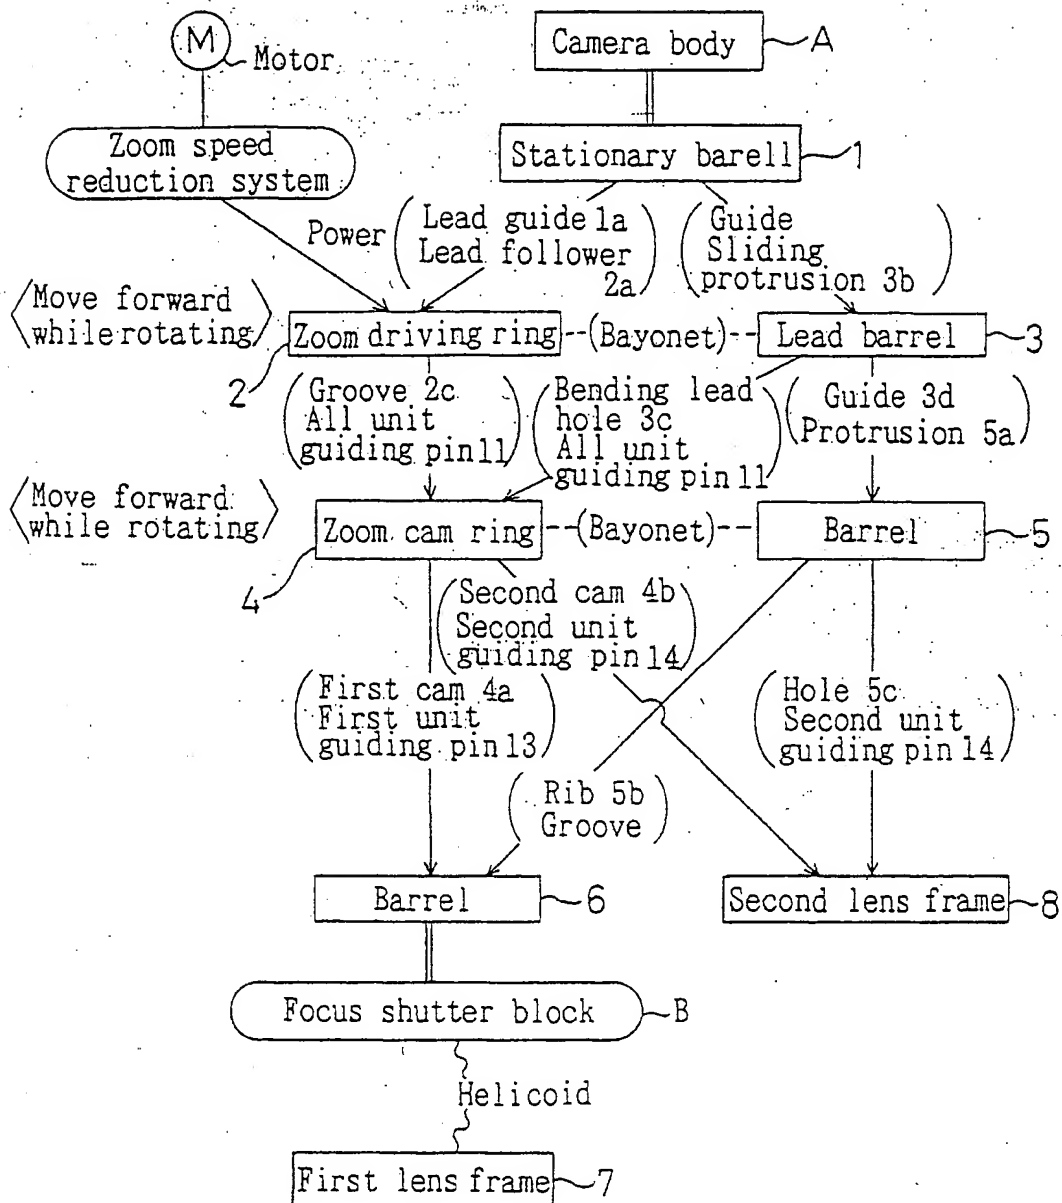 M
Motor
Camera body
A
Zoom speed
reduction system
Stationary barell
1
Power
Lead guide 1a
Lead follower
2a
Guide
Sliding
protrusion 3b
Move forward
while rotating
Zoom driving ring
(Bayonet)
Lead barrel
3
2
Groove 2c
All unit
guiding pin 11
Bending lead
hole 3c
All unit
guiding pin 11
Guide 3d
Protrusion 5a
Move forward
while rotating
Zoom cam ring
(Bayonet)
Barrel
5
4
Second cam 4b
Second unit
guiding pin 14
First cam 4a
First unit
guiding pin 13
Hole 5c
Second unit
guiding pin 14
Rib 5b
Groove
Barrel
6
Second lens frame
8
Focus shutter block
B
Helicoid
First lens frame
7